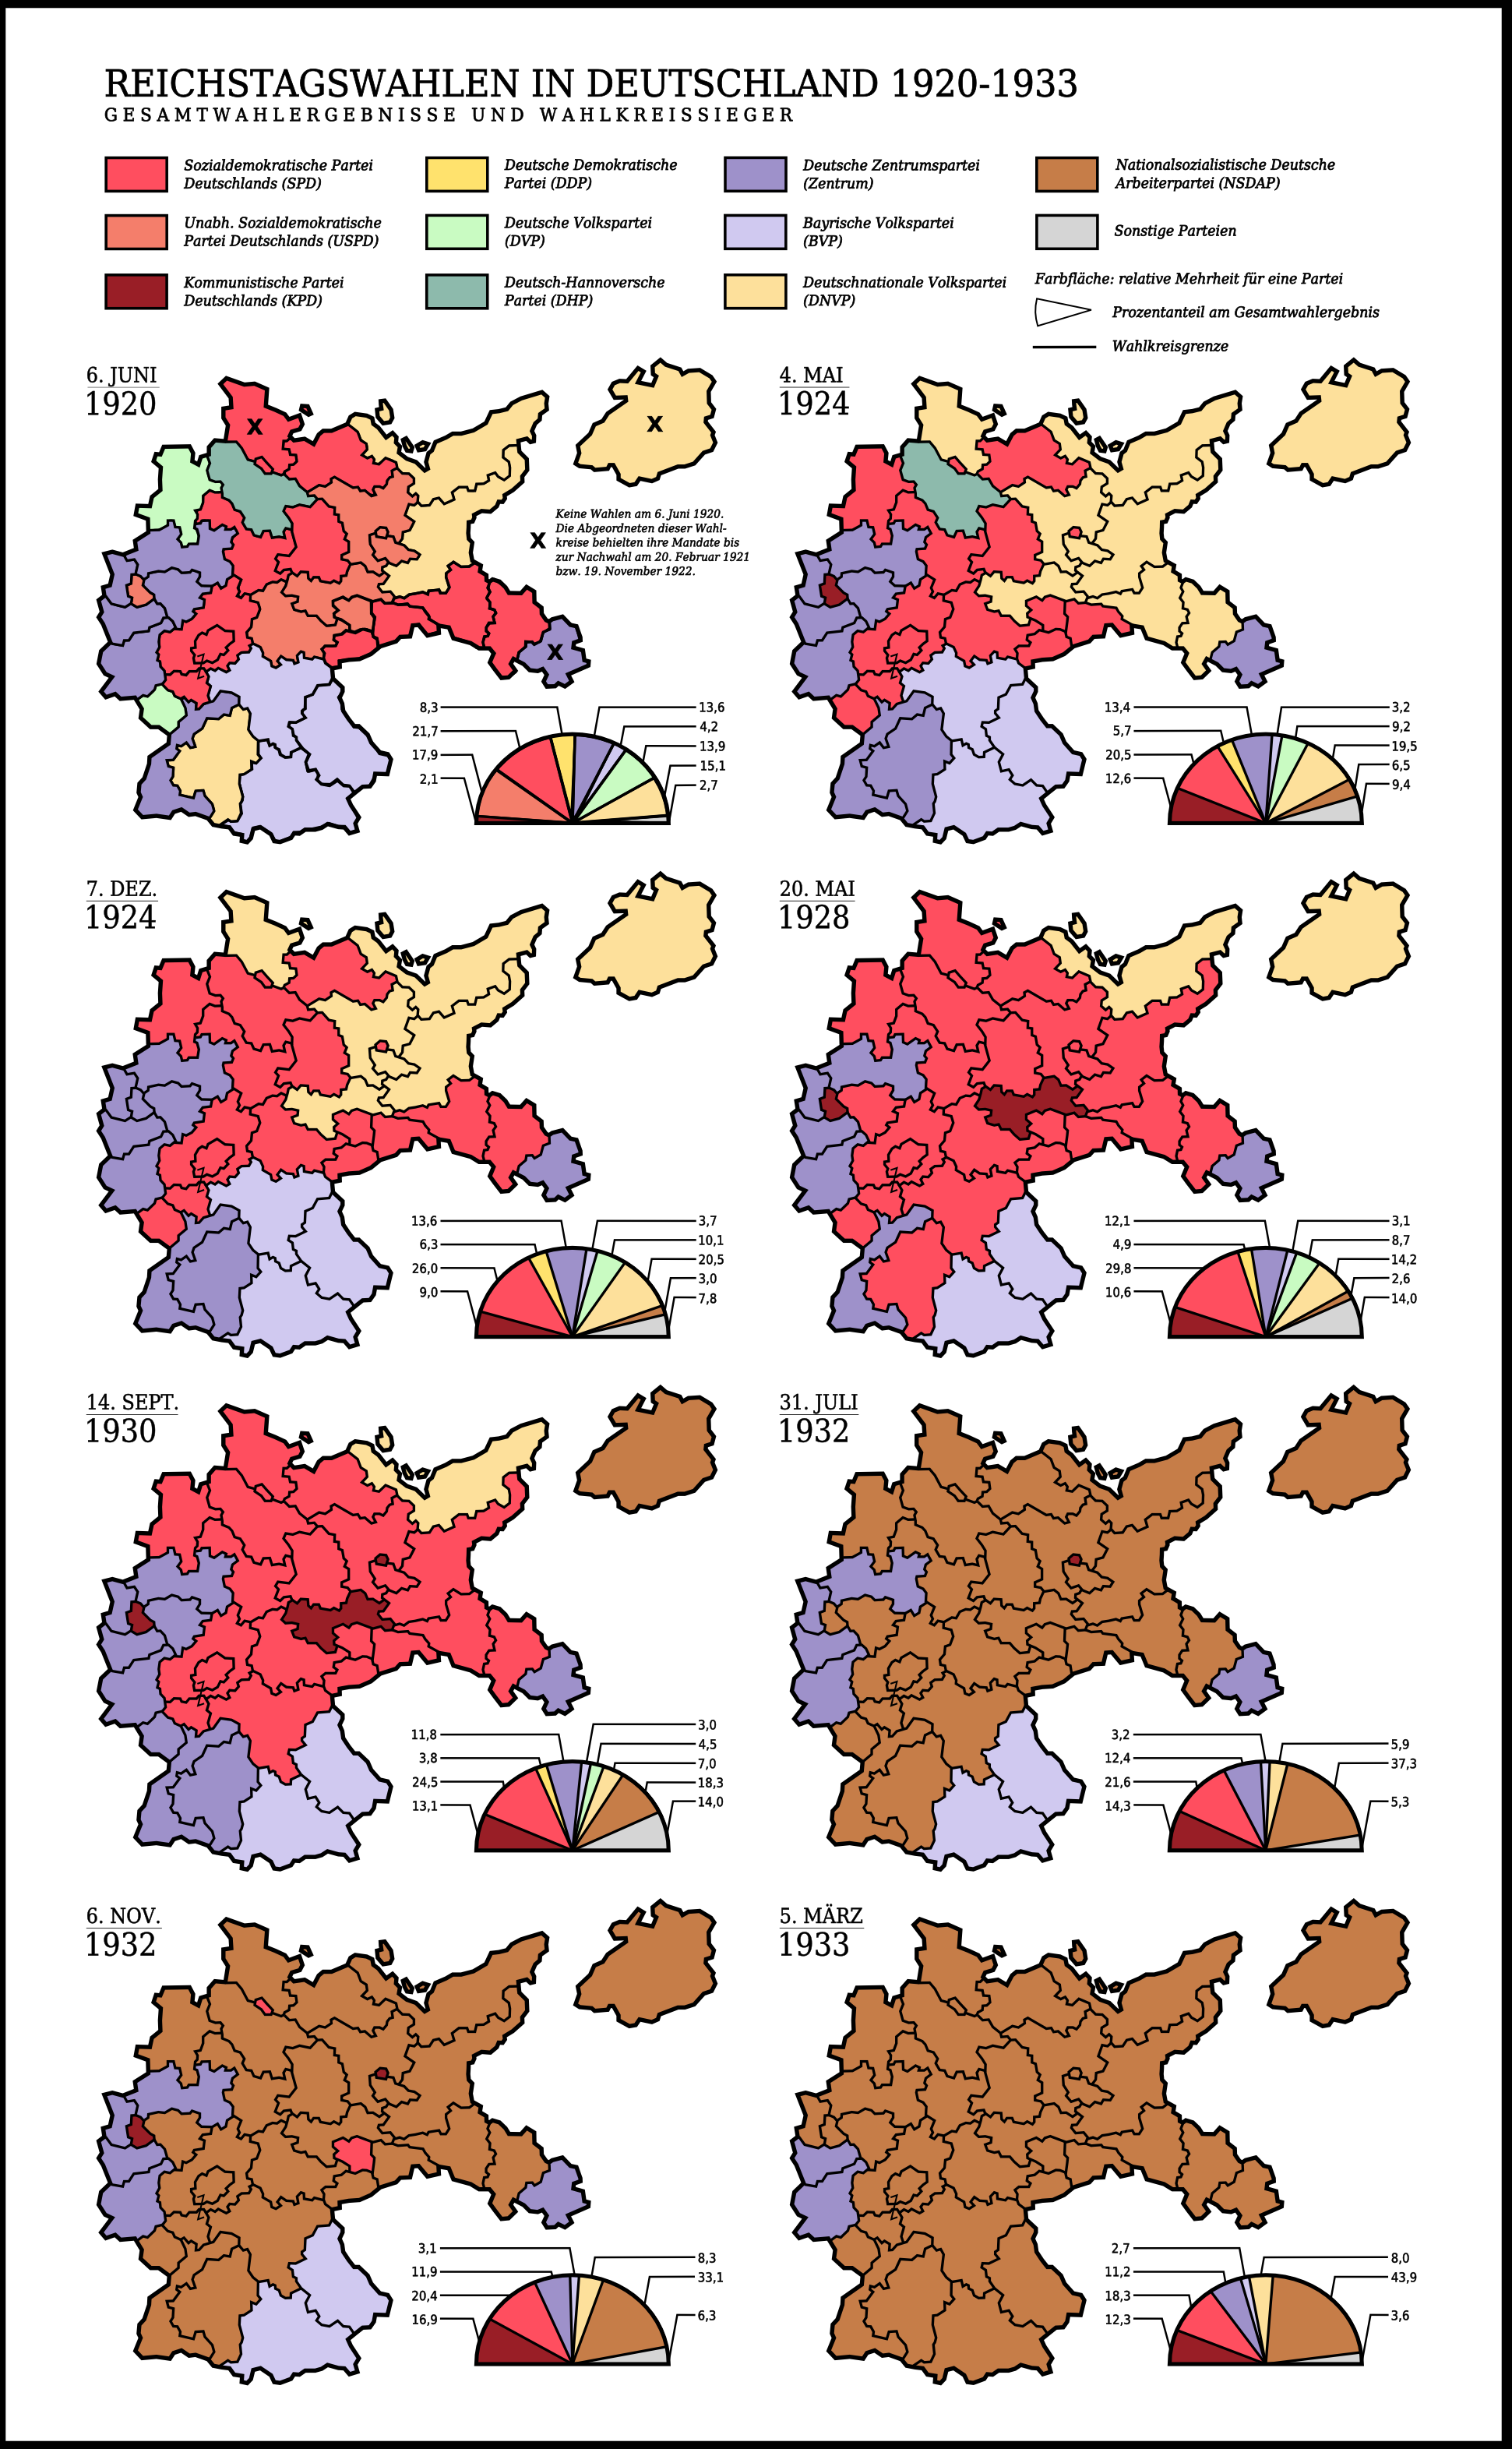 REICHSTAGSWAHLEN IN DEUTSCHLAND 1920-1933
GESAMTWAHLERGEBNISSE UND WAHLKREISSIEGER
Sozialdemokratische Partei
Deutschlands (SPD)
Unabh. Sozialdemokratische
Partei Deutschlands (USPD)
Kommunistische Partei
Deutschlands (KPD)
Deutsche Demokratische
Partei (DDP)
Deutsche Volkspartei
(DVP)
Deutsch-Hannoversche
Partei (DHP)
Deutsche Zentrumspartei
(Zentrum)
Bayrische Volkspartei
(BVP)
Deutschnationale Volkspartei
(DNVP)
Nationalsozialistische Deutsche
Arbeiterpartei (NSDAP)
Sonstige Parteien
Farbfläche: relative Mehrheit für eine Partei
Prozentanteil am Gesamtwahlergebnis
Wahlkreisgrenze
6. JUNI
1920
X
X
X
X
Keine Wahlen am 6. Juni 1920.
Die Abgeordneten dieser Wahl-
kreise behielten ihre Mandate bis
zur Nachwahl am 20. Februar 1921
bzw. 19. November 1922.
8,3
21,7
17,9
2,1
13,6
4,2
13,9
15,1
2,7
4. MAI
1924
13,4
5,7
20,5
12,6
3,2
9,2
19,5
6,5
9,4
7. DEZ.
1924
13,6
6,3
26,0
9,0
3,7
10,1
20,5
3,0
7,8
20. MAI
1928
12,1
4,9
29,8
10,6
3,1
8,7
14,2
2,6
14,0
14. SEPT.
1930
11,8
3,8
24,5
13,1
3,0
4,5
7,0
18,3
14,0
31. JULI
1932
3,2
12,4
21,6
14,3
5,9
37,3
5,3
6. NOV.
1932
3,1
11,9
20,4
16,9
8,3
33,1
6,3
5. MÄRZ
1933
2,7
11,2
18,3
12,3
8,0
43,9
3,6